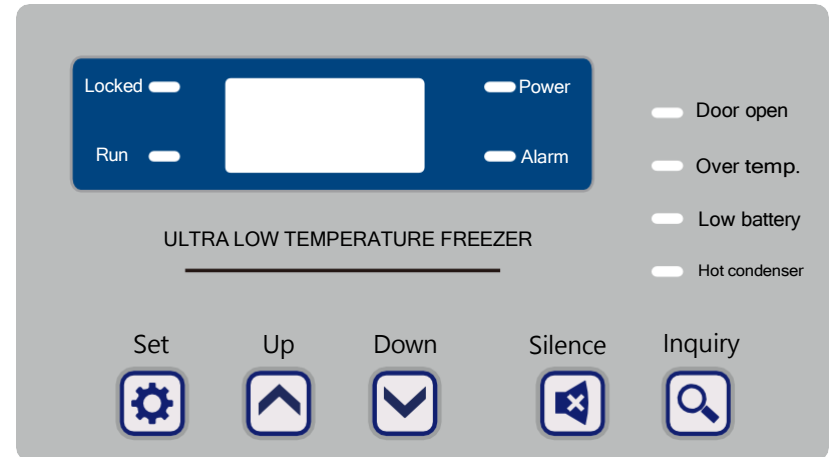 Locked
Power
Run
Alarm
Door open
Over temp.
Low battery
Hot condenser
ULTRA LOW TEMPERATURE FREEZER
Set
Up
Down
Silence
Inquiry